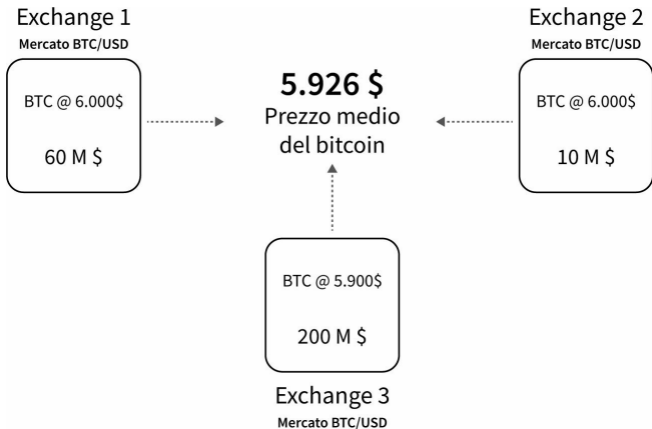 Exchange 1
Mercato BTC/USD
BTC @ 6.000$
60 M $
5.926 $
Prezzo medio
del bitcoin
Exchange 2
Mercato BTC/USD
BTC @ 6.000$
10 M $
BTC @ 5.900$
200 M $
Exchange 3
Mercato BTC/USD